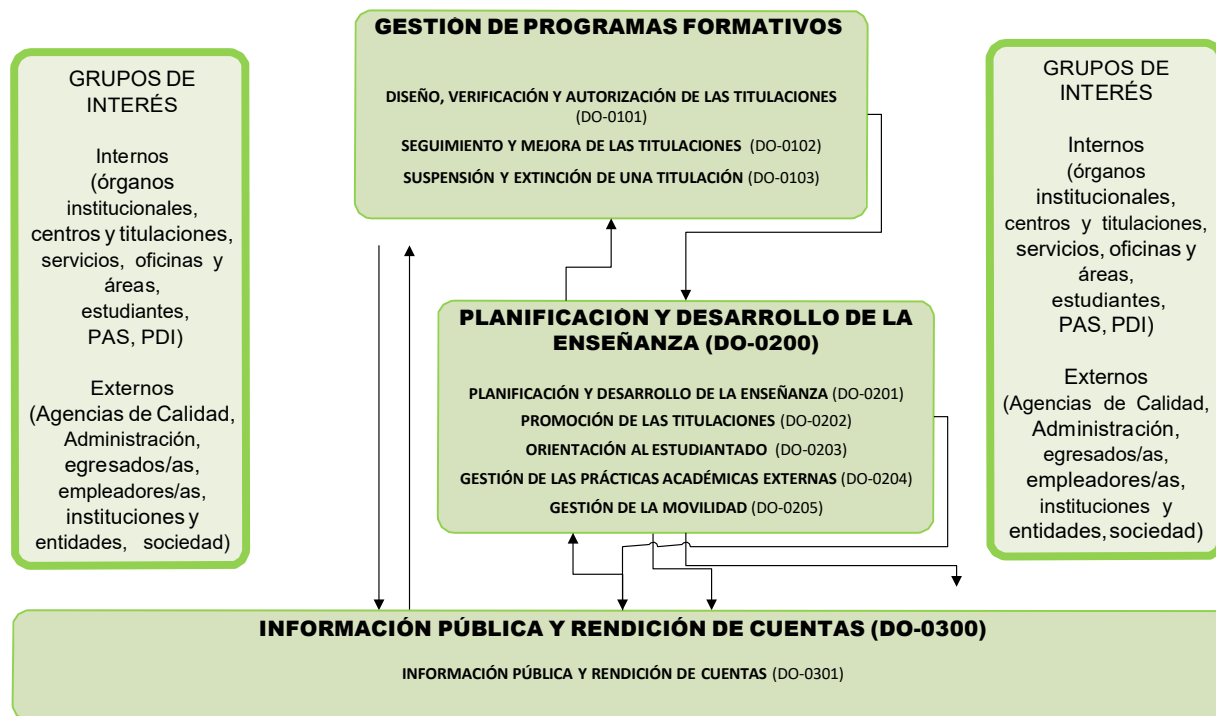 GESTIÓN DE PROGRAMAS FORMATIVOS
DISEÑO, VERIFICACIÓN Y AUTORIZACIÓN DE LAS TITULACIONES
(DO-0101)
SEGUIMIENTO Y MEJORA DE LAS TITULACIONES (DO-0102)
SUSPENSIÓN Y EXTINCIÓN DE UNA TITULACIÓN (DO-0103)
GRUPOS DE
INTERÉS
Internos
(órganos
institucionales,
centros y titulaciones,
servicios, oficinas y
áreas,
estudiantes,
PAS, PDI)
Externos
(Agencias de Calidad,
Administración,
egresados/as,
empleadores/as,
instituciones y
entidades, sociedad)
PLANIFICACIÓN Y DESARROLLO DE LA
ENSEÑANZA (DO-0200)
PLANIFICACIÓN Y DESARROLLO DE LA ENSEÑANZA (DO-0201)
PROMOCIÓN DE LAS TITULACIONES (DO-0202)
ORIENTACIÓN AL ESTUDIANTADO (DO-0203)
GESTIÓN DE LAS PRÁCTICAS ACADÉMICAS EXTERNAS (DO-0204)
GESTIÓN DE LA MOVILIDAD (DO-0205)
GRUPOS DE
INTERÉS
Internos
(órganos
institucionales,
centros y titulaciones,
servicios, oficinas y
áreas,
estudiantes,
PAS, PDI)
Externos
(Agencias de Calidad,
Administración,
egresados/as,
empleadores/as,
instituciones y
entidades, sociedad)
INFORMACIÓN PÚBLICA Y RENDICIÓN DE CUENTAS (DO-0300)
INFORMACIÓN PÚBLICA Y RENDICIÓN DE CUENTAS (DO-0301)